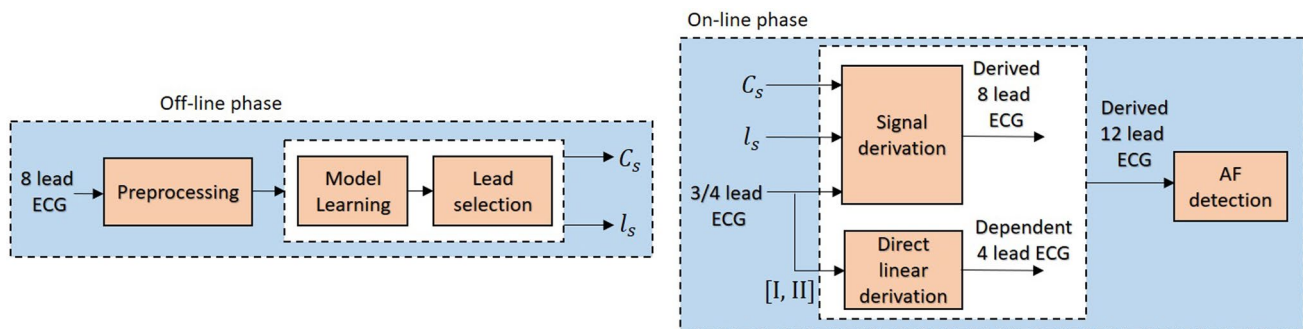 Off-line phase
8 lead
ECG
Preprocessing
Model
Learning
Lead
selection
C_s
l_s
On-line phase
C_s
l_s
3/4 lead
ECG
[I, II]
Signal
derivation
Direct
linear
derivation
Derived
8 lead
ECG
Dependent
4 lead ECG
Derived
12 lead
ECG
AF
detection